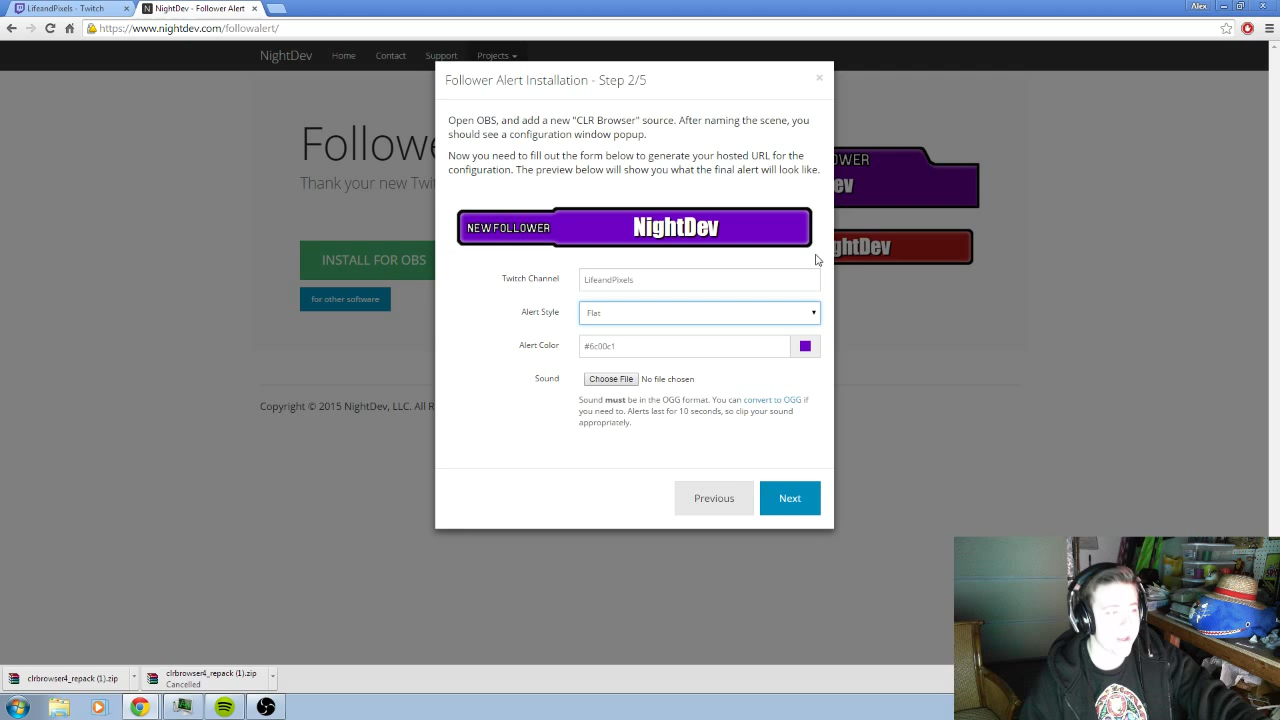 LifeandPixels - Twitch
NightDev - Follower Alert
Alex
https://www.nightdev.com/followalert/
NightDev
Home
Contact
Support
Projects
Follower Alert Installation - Step 2/5
×
Open OBS, and add a new "CLR Browser" source. After naming the scene, you
should see a configuration window popup.
Now you need to fill out the form below to generate your hosted URL for the
configuration. The preview below will show you what the final alert will look like.
Followe
Thank your new Twit
INSTALL FOR OBS
for other software
OWER
ev
ghtDev
NEW FOLLOWER
NightDev
Twitch Channel
LifeandPixels
Alert Style
Flat
Alert Color
#6c00c1
Sound
Choose File No file chosen
Sound must be in the OGG format. You can convert to OGG if
you need to. Alerts last for 10 seconds, so clip your sound
appropriately.
Copyright © 2015 NightDev, LLC. All R
Previous
Next
clrbrowser4_repack (1).zip
clrbrowser4_repack (1).zip
Cancelled